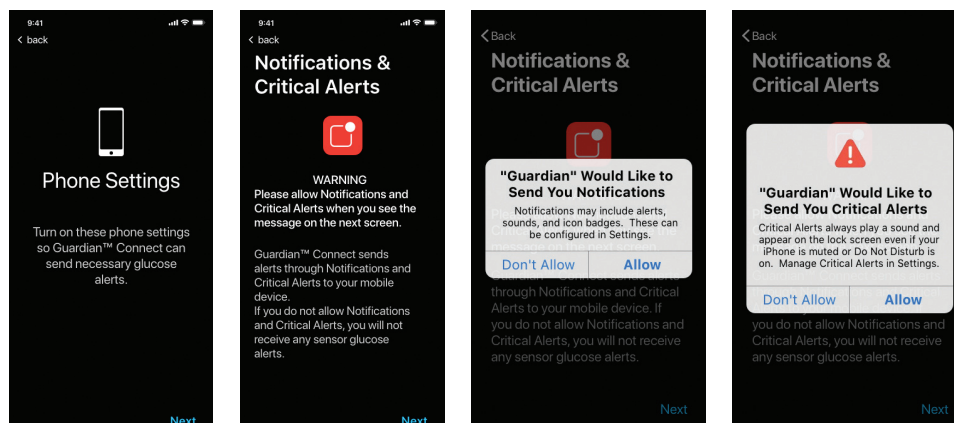 9:41
< back
Phone Settings
Turn on these phone settings
so Guardian™ Connect can
send necessary glucose
alerts.
Next
9:41
< back
Notifications &
Critical Alerts
WARNING
Please allow Notifications and
Critical Alerts when you see the
message on the next screen.
Guardian™ Connect sends
alerts through Notifications and
Critical Alerts to your mobile
device.
If you do not allow Notifications
and Critical Alerts, you will not
receive any sensor glucose
alerts.
Next
Back
Notifications &
Critical Alerts
"Guardian" Would Like to
Send You Notifications
Notifications may include alerts,
sounds, and icon badges. These can
be configured in Settings.
Don't Allow
Allow
through Notifications and Critical
Alerts to your mobile device. If
you do not allow Notifications and
Critical Alerts, you will not receive
any sensor glucose alerts.
Next
Back
Notifications &
Critical Alerts
"Guardian" Would Like to
Send You Critical Alerts
Critical Alerts always play a sound and
appear on the lock screen even if your
iPhone is muted or Do Not Disturb is
on. Manage Critical Alerts in Settings.
Don't Allow
Allow
you do not allow Notifications and
Critical Alerts, you will not receive
any sensor glucose alerts.
Next